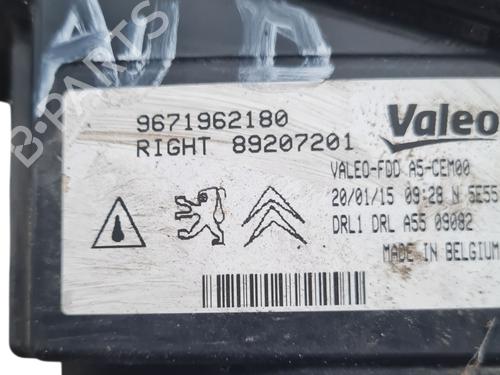 B-PARTS
9671962180
RIGHT 89207201
Valeo
VALEO-FDD A5-CEM00
20/01/15 09:28 N 5E55
DRL1 DRL A55 09082
MADE IN BELGIUM